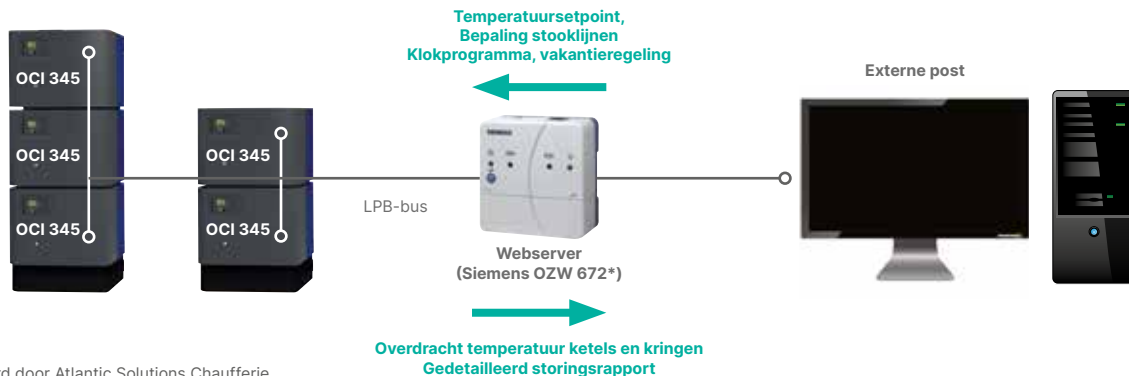 Temperatuursetpoint,
Bepaling stooklijnen
Klokprogramma, vakantieregeling
Externe post
OCI 345
OCI 345
OCI 345
OCI 345
OCI 345
SIEMENS
LPB-bus
Webserver
(Siemens OZW 672*)
Overdracht temperatuur ketels en kringen
Gedetailleerd storingsrapport
door Atlantic Solutions Chaufferie